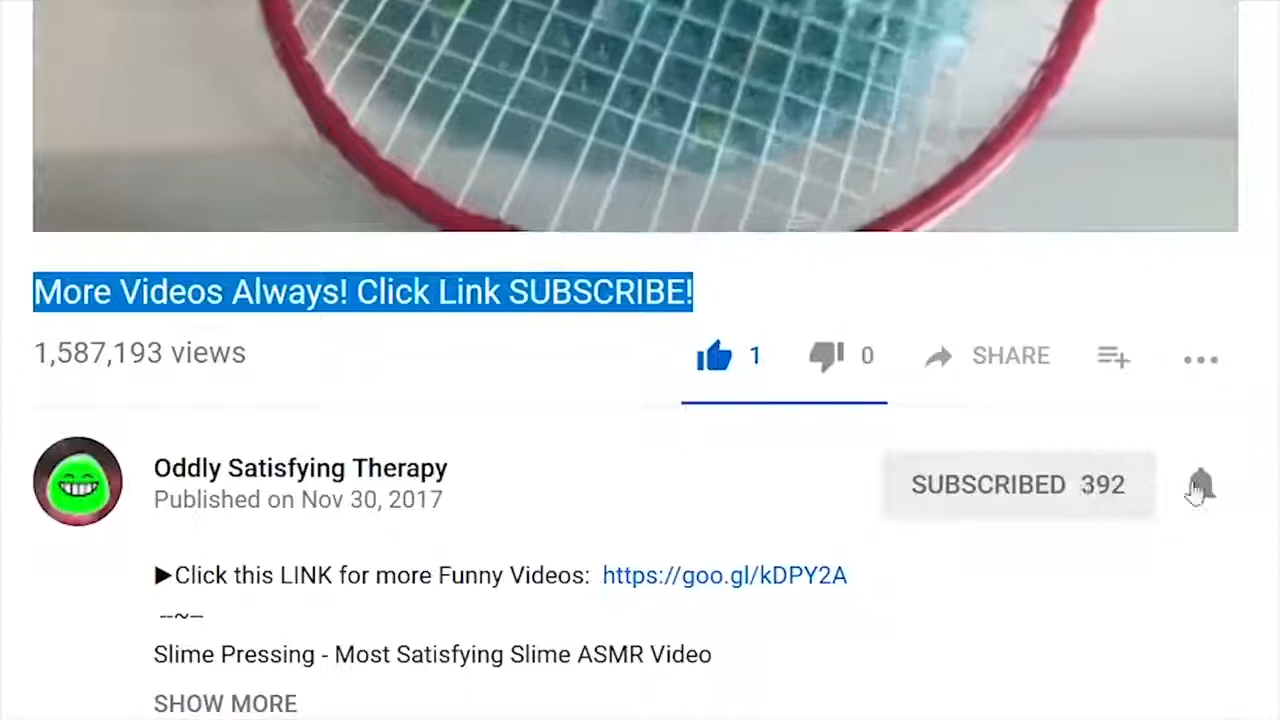 More Videos Always! Click Link SUBSCRIBE!
1,587,193 views
1 0 SHARE
Oddly Satisfying Therapy
Published on Nov 30, 2017
SUBSCRIBED 392
▶Click this LINK for more Funny Videos: https://goo.gl/kDPY2A
--~--
Slime Pressing - Most Satisfying Slime ASMR Video
SHOW MORE